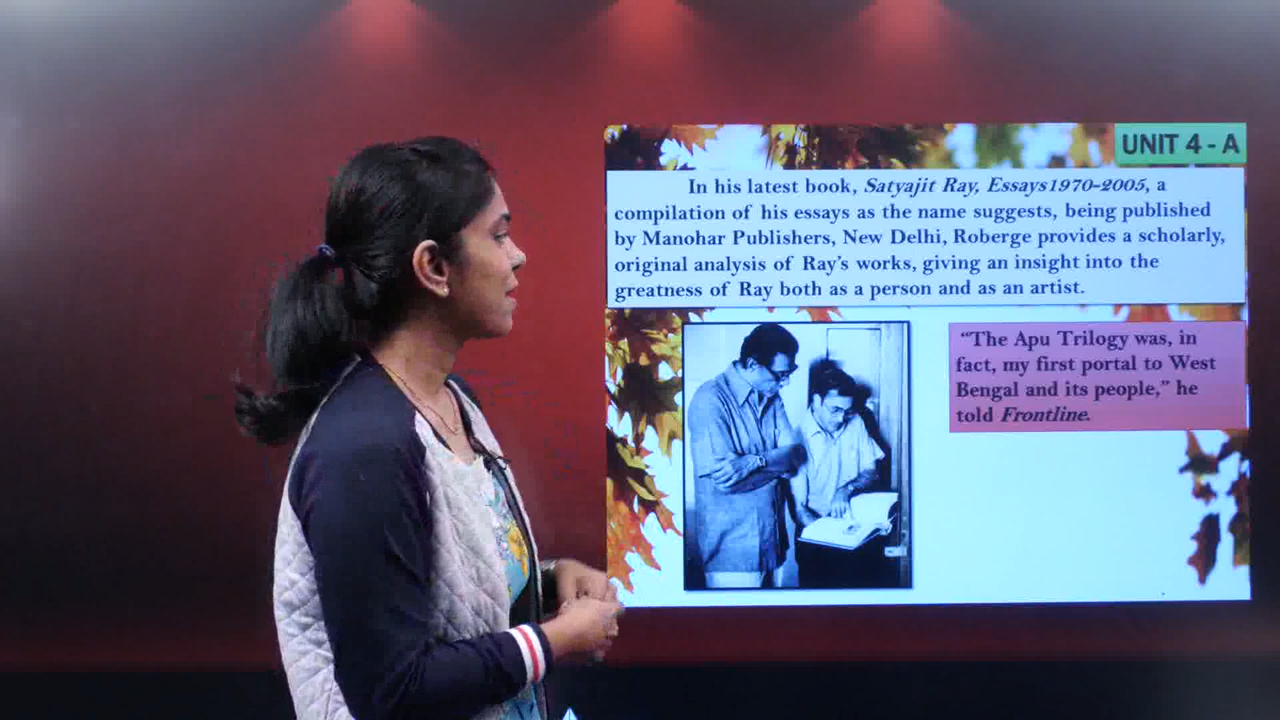 UNIT 4 - A
In his latest book, Satyajit Ray, Essays1970-2005, a
compilation of his essays as the name suggests, being published
by Manohar Publishers, New Delhi, Roberge provides a scholarly,
original analysis of Ray's works, giving an insight into the
greatness of Ray both as a person and as an artist.
“The Apu Trilogy was, in
fact, my first portal to West
Bengal and its people,” he
told Frontline.